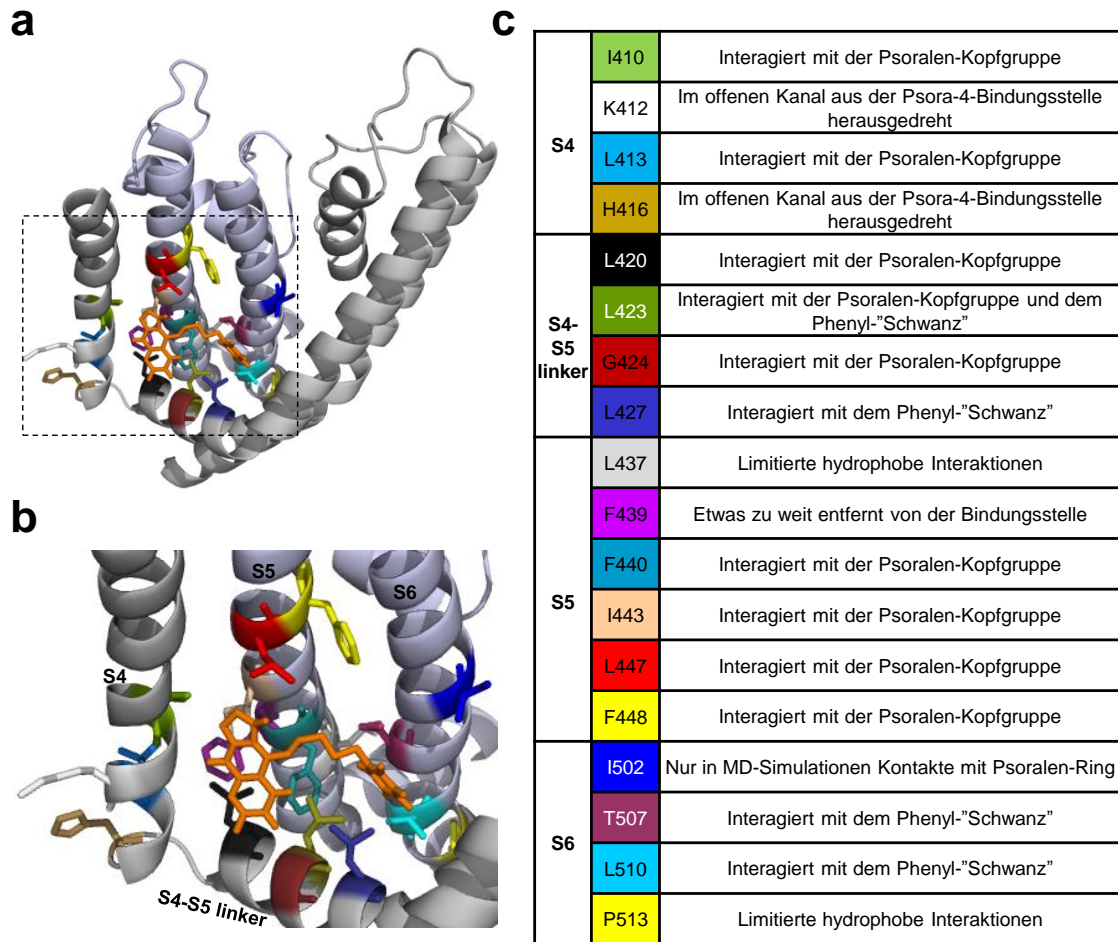 a
b
S5
S6
S4
S4-S5 linker
c
S4
I410
Interagiert mit der Psoralen-Kopfgruppe
K412
Im offenen Kanal aus der Psora-4-Bindungsstelle
herausgedreht
L413
Interagiert mit der Psoralen-Kopfgruppe
H416
Im offenen Kanal aus der Psora-4-Bindungsstelle
herausgedreht
S4-
S5
linker
L420
Interagiert mit der Psoralen-Kopfgruppe
L423
Interagiert mit der Psoralen-Kopfgruppe und dem
Phenyl-”Schwanz”
G424
Interagiert mit der Psoralen-Kopfgruppe
L427
Interagiert mit dem Phenyl-”Schwanz”
S5
L437
Limitierte hydrophobe Interaktionen
F439
Etwas zu weit entfernt von der Bindungsstelle
F440
Interagiert mit der Psoralen-Kopfgruppe
I443
Interagiert mit der Psoralen-Kopfgruppe
L447
Interagiert mit der Psoralen-Kopfgruppe
F448
Interagiert mit der Psoralen-Kopfgruppe
S6
I502
Nur in MD-Simulationen Kontakte mit Psoralen-Ring
T507
Interagiert mit dem Phenyl-”Schwanz”
L510
Interagiert mit dem Phenyl-”Schwanz”
P513
Limitierte hydrophobe Interaktionen